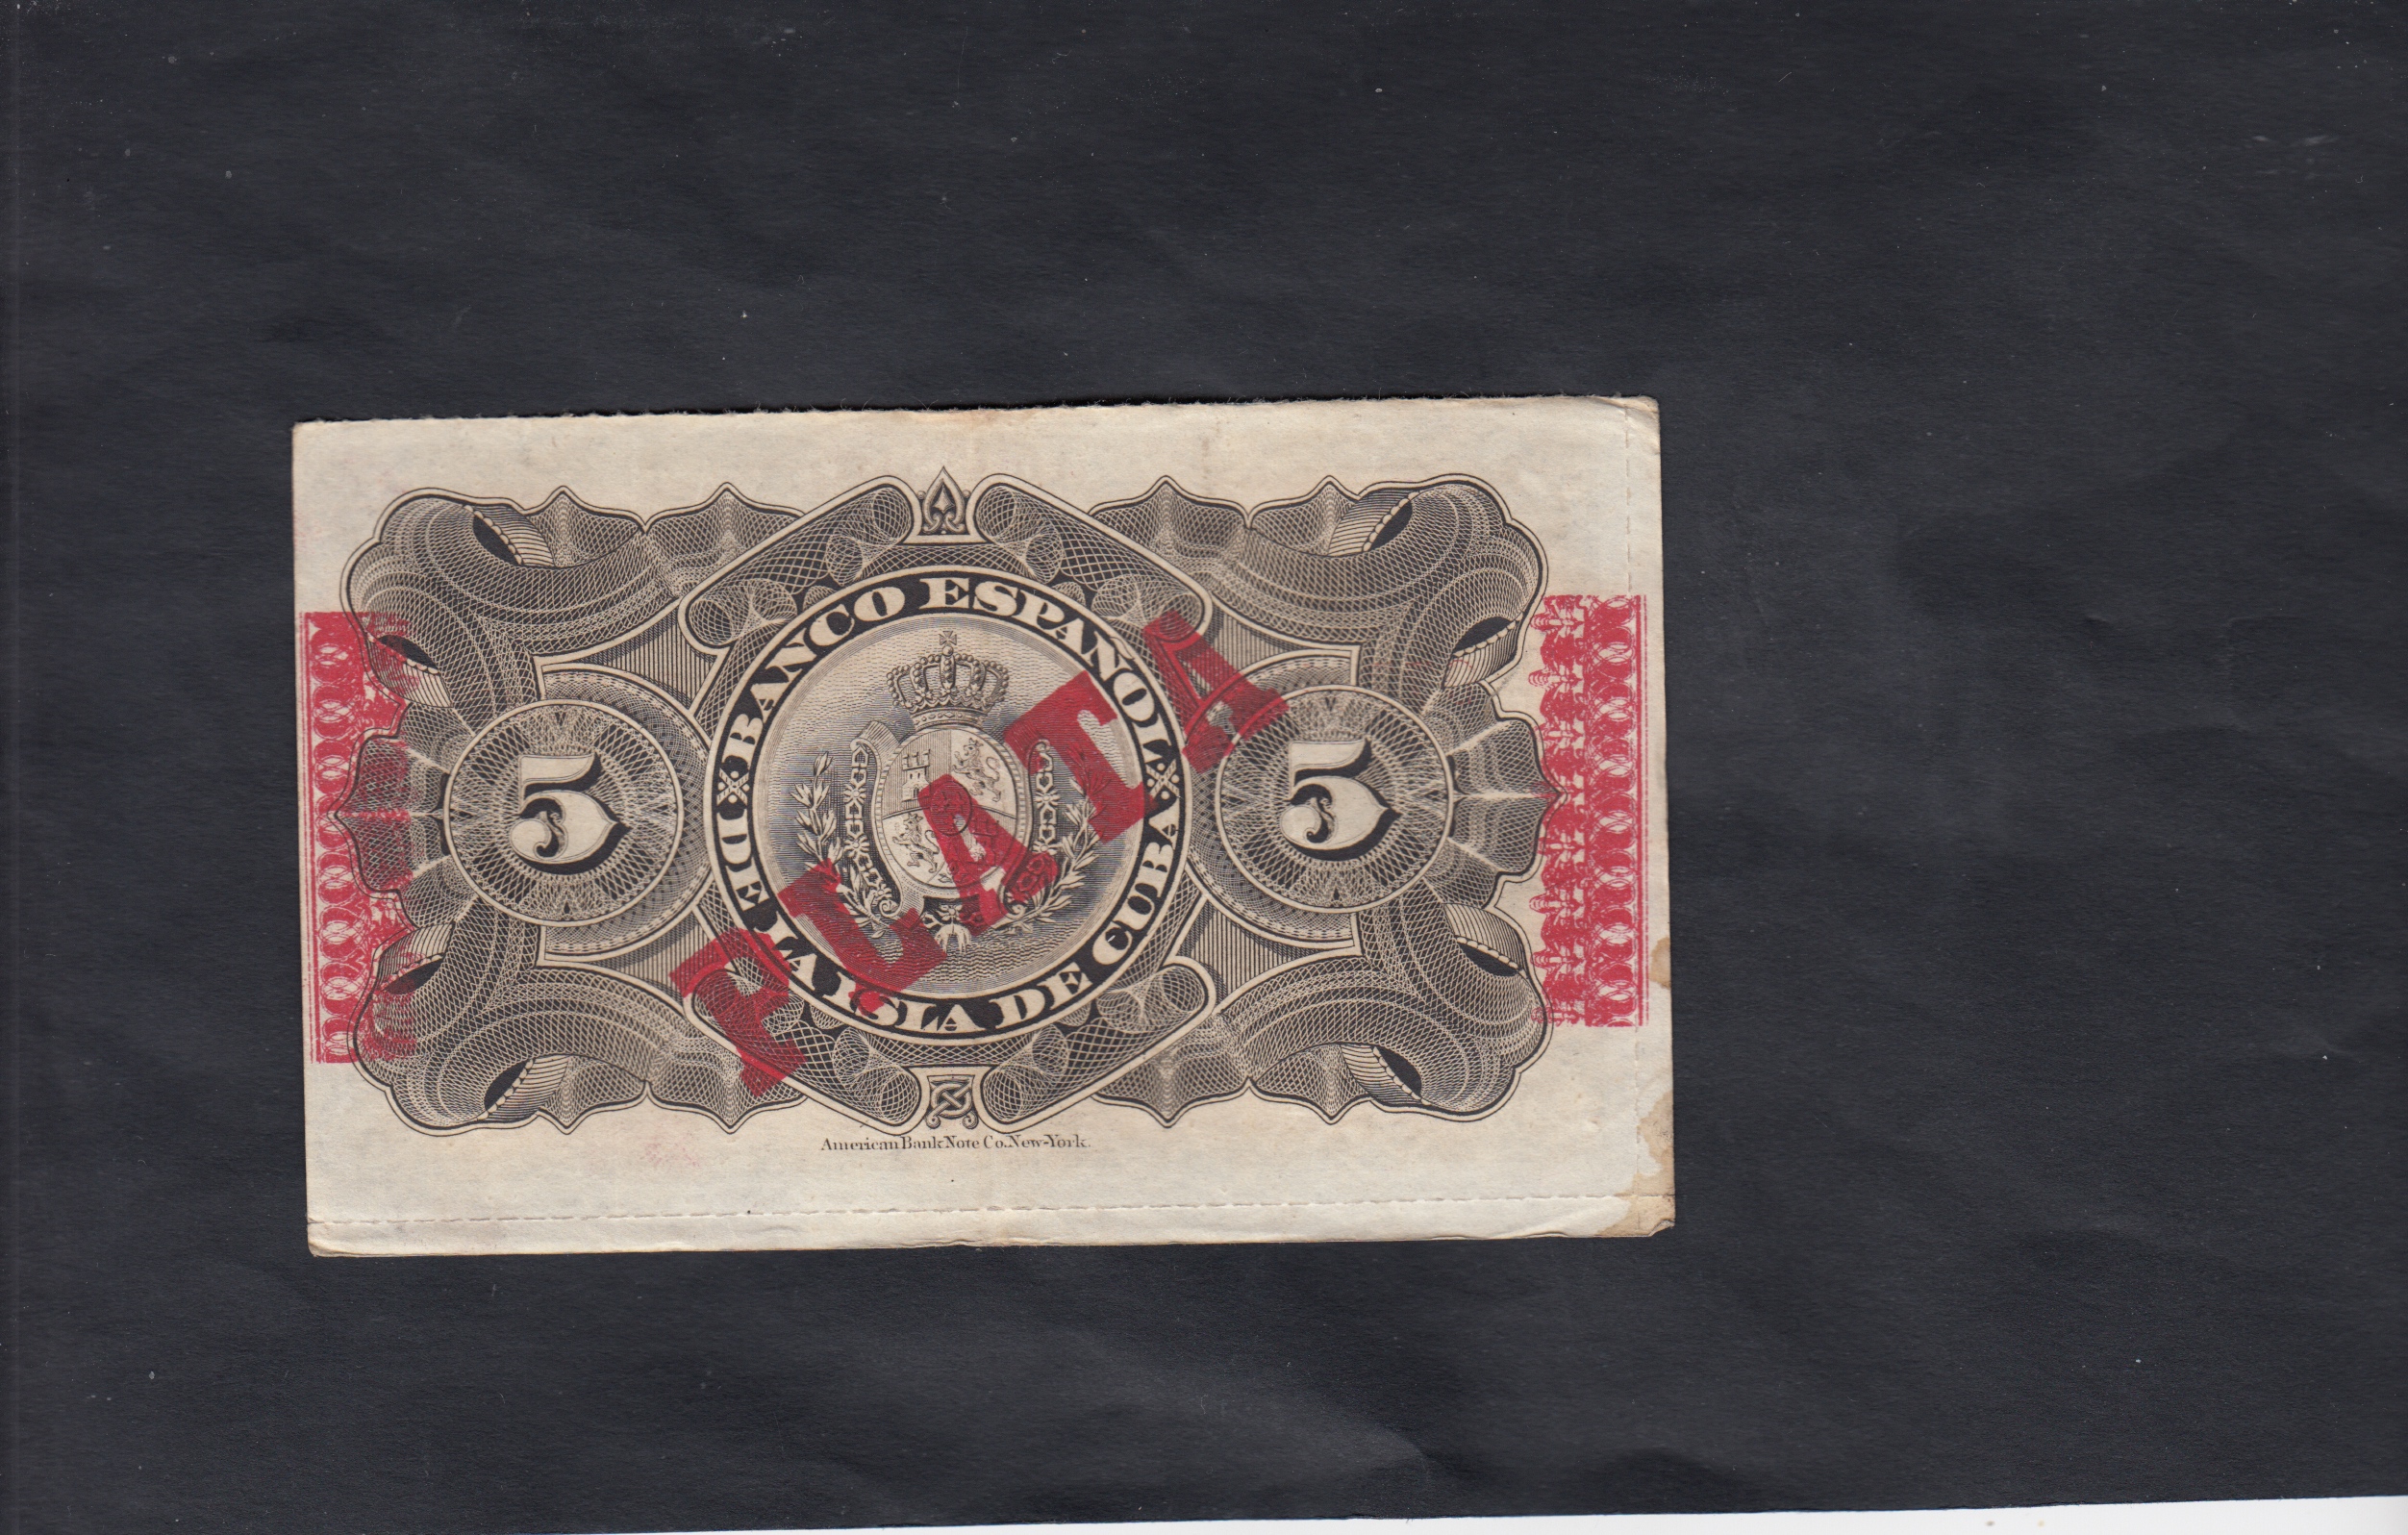 BANCO ESPAÑOL
DE LA ISLA DE CUBA
5
5
PLATA
American Bank Note Co. New-York.